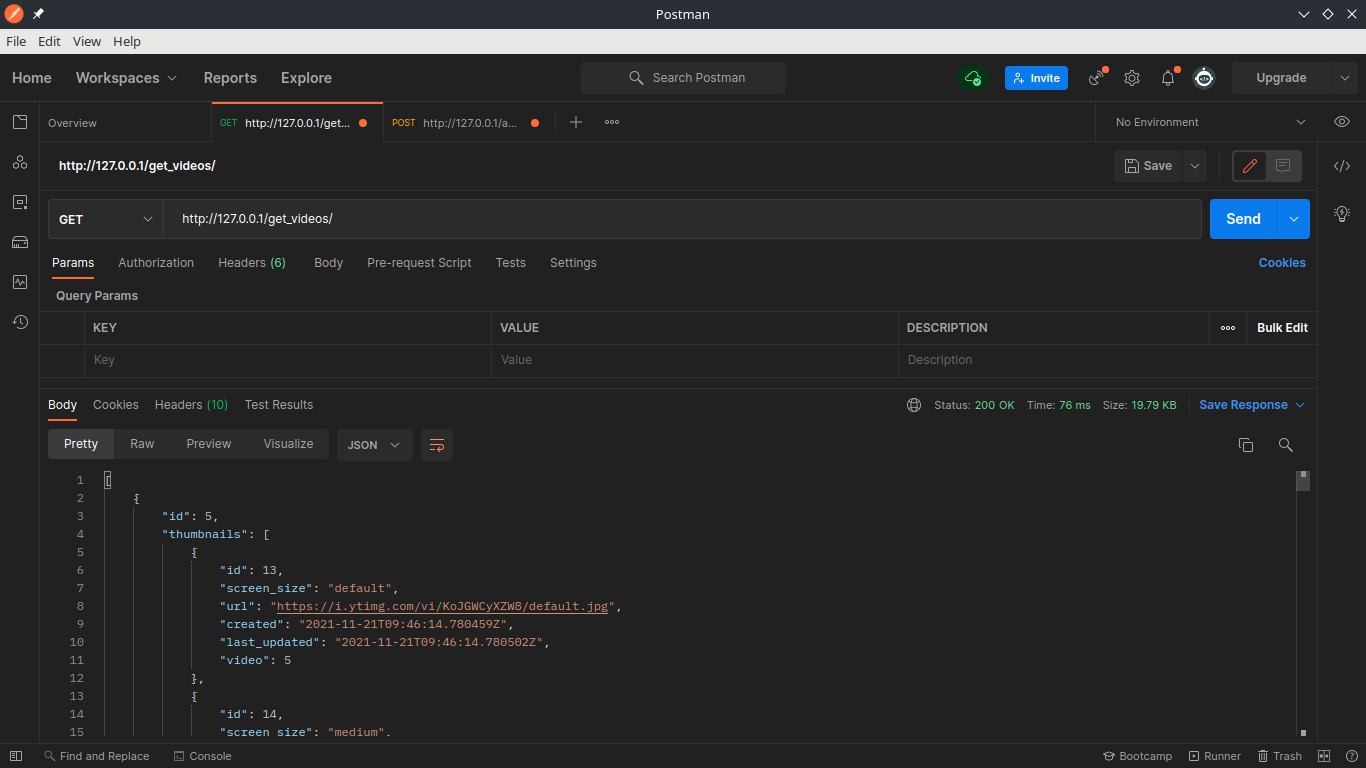 Postman
File Edit View Help
Home Workspaces Reports Explore Search Postman Invite Upgrade
Overview GET http://127.0.0.1/get... POST http://127.0.0.1/a... No Environment
http://127.0.0.1/get_videos/ Save
GET http://127.0.0.1/get_videos/ Send
Params Authorization Headers (6) Body Pre-request Script Tests Settings Cookies
Query Params
KEY VALUE DESCRIPTION Bulk Edit
Key Value Description
Body Cookies Headers (10) Test Results Status: 200 OK Time: 76 ms Size: 19.79 KB Save Response
Pretty Raw Preview Visualize JSON
1 [
2 {
3 "id": 5,
4 "thumbnails": [
5 {
6 "id": 13,
7 "screen_size": "default",
8 "url": "https://i.ytimg.com/vi/KoJGWCyXZW8/default.jpg",
9 "created": "2021-11-21T09:46:14.780459Z",
10 "last_updated": "2021-11-21T09:46:14.780502Z",
11 "video": 5
12 },
13 {
14 "id": 14,
15 "screen_size": "medium",
Find and Replace Console Bootcamp Runner Trash